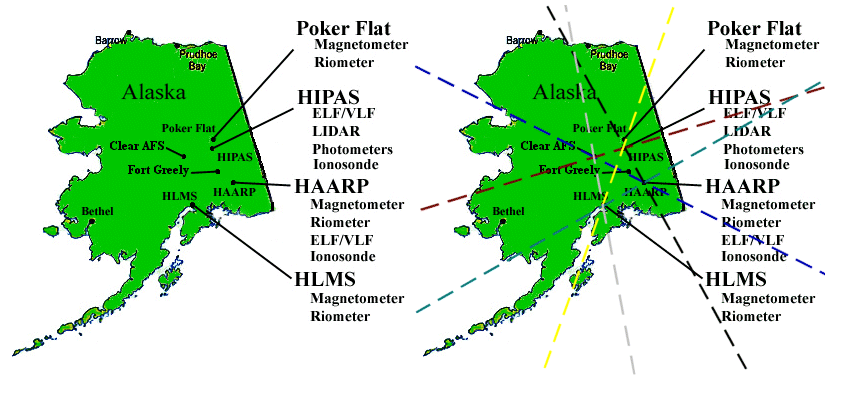 Barrow
Prudhoe
Bay
Alaska
Poker Flat
Clear AFS
HIPAS
Fort Greely
HAARP
HLMS
Bethel
Poker Flat
Magnetometer
Riometer
HIPAS
ELF/VLF
LIDAR
Photometers
Ionosonde
HAARP
Magnetometer
Riometer
ELF/VLF
Ionosonde
HLMS
Magnetometer
Riometer
Barrow
Prudhoe
Bay
Alaska
Poker Flat
Clear AFS
HIPAS
Fort Greely
HAARP
HLMS
Bethel
Poker Flat
Magnetometer
Riometer
HIPAS
ELF/VLF
LIDAR
Photometers
Ionosonde
HAARP
Magnetometer
Riometer
ELF/VLF
Ionosonde
HLMS
Magnetometer
Riometer